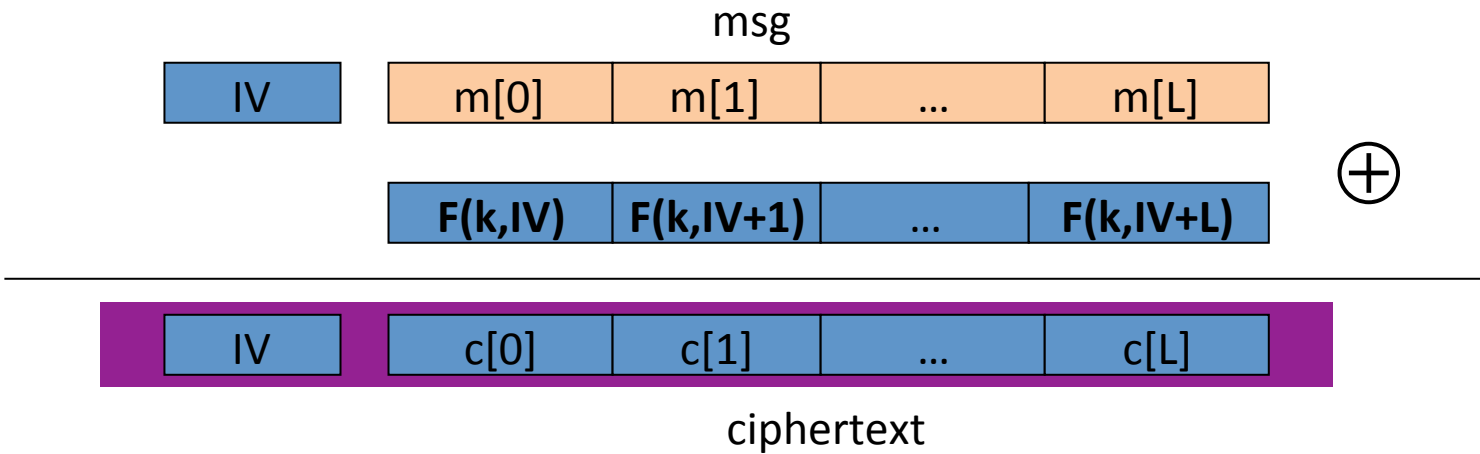 msg
IV m[0] m[1] … m[L]
F(k,IV) F(k,IV+1) … F(k,IV+L) ⊕
IV c[0] c[1] … c[L]
ciphertext